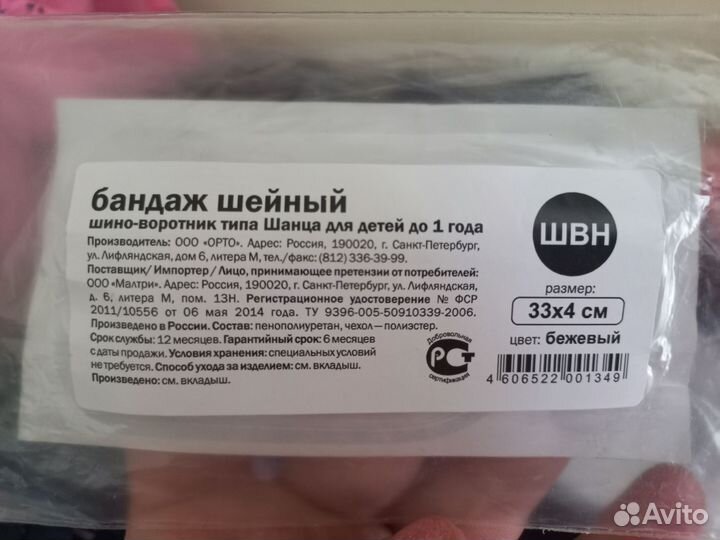 бандаж шейный
шино-воротник типа Шанца для детей до 1 года
Производитель: ООО «ОРТО». Адрес: Россия, 190020, г. Санкт-Петербург,
ул. Лифляндская, дом 6, литера М, тел./факс: (812) 336-39-99.
Поставщик/ Импортер / Лицо, принимающее претензии от потребителей:
ООО «Малтри». Адрес: Россия, 190020, г. Санкт-Петербург, ул. Лифляндская,
д. 6, литера М, пом. 13Н. Регистрационное удостоверение № ФСР
2011/10556 от 06 мая 2014 года. ТУ 9396-005-50910339-2006.
Произведено в России. Состав: пенополиуретан, чехол — полиэстер.
Срок службы: 12 месяцев. Гарантийный срок: 6 месяцев
с даты продажи. Условия хранения: специальных условий
не требуется. Способ ухода за изделием: см. вкладыш.
Произведено: см. вкладыш.
Добровольная
РСТ
сертификация
ШВН
размер:
33х4 см
цвет: бежевый
4 606522 001349
Avito